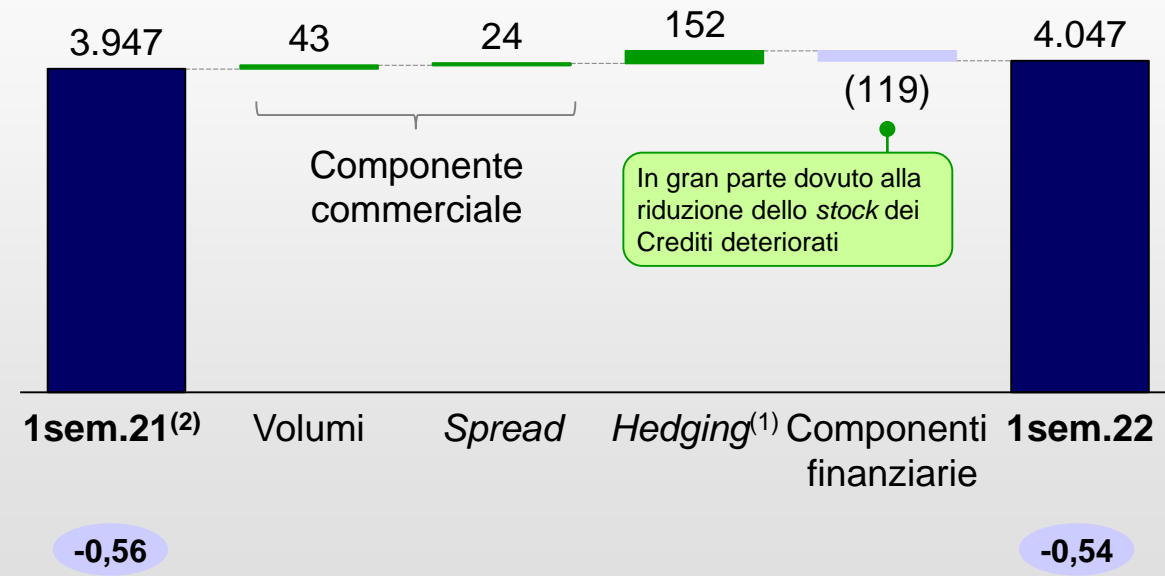 3.947
43
24
152
(119)
4.047
Componente
commerciale
In gran parte dovuto alla
riduzione dello stock dei
Crediti deteriorati
1sem.21(2)
Volumi
Spread
Hedging(1)
Componenti
finanziarie
1sem.22
-0,56
-0,54